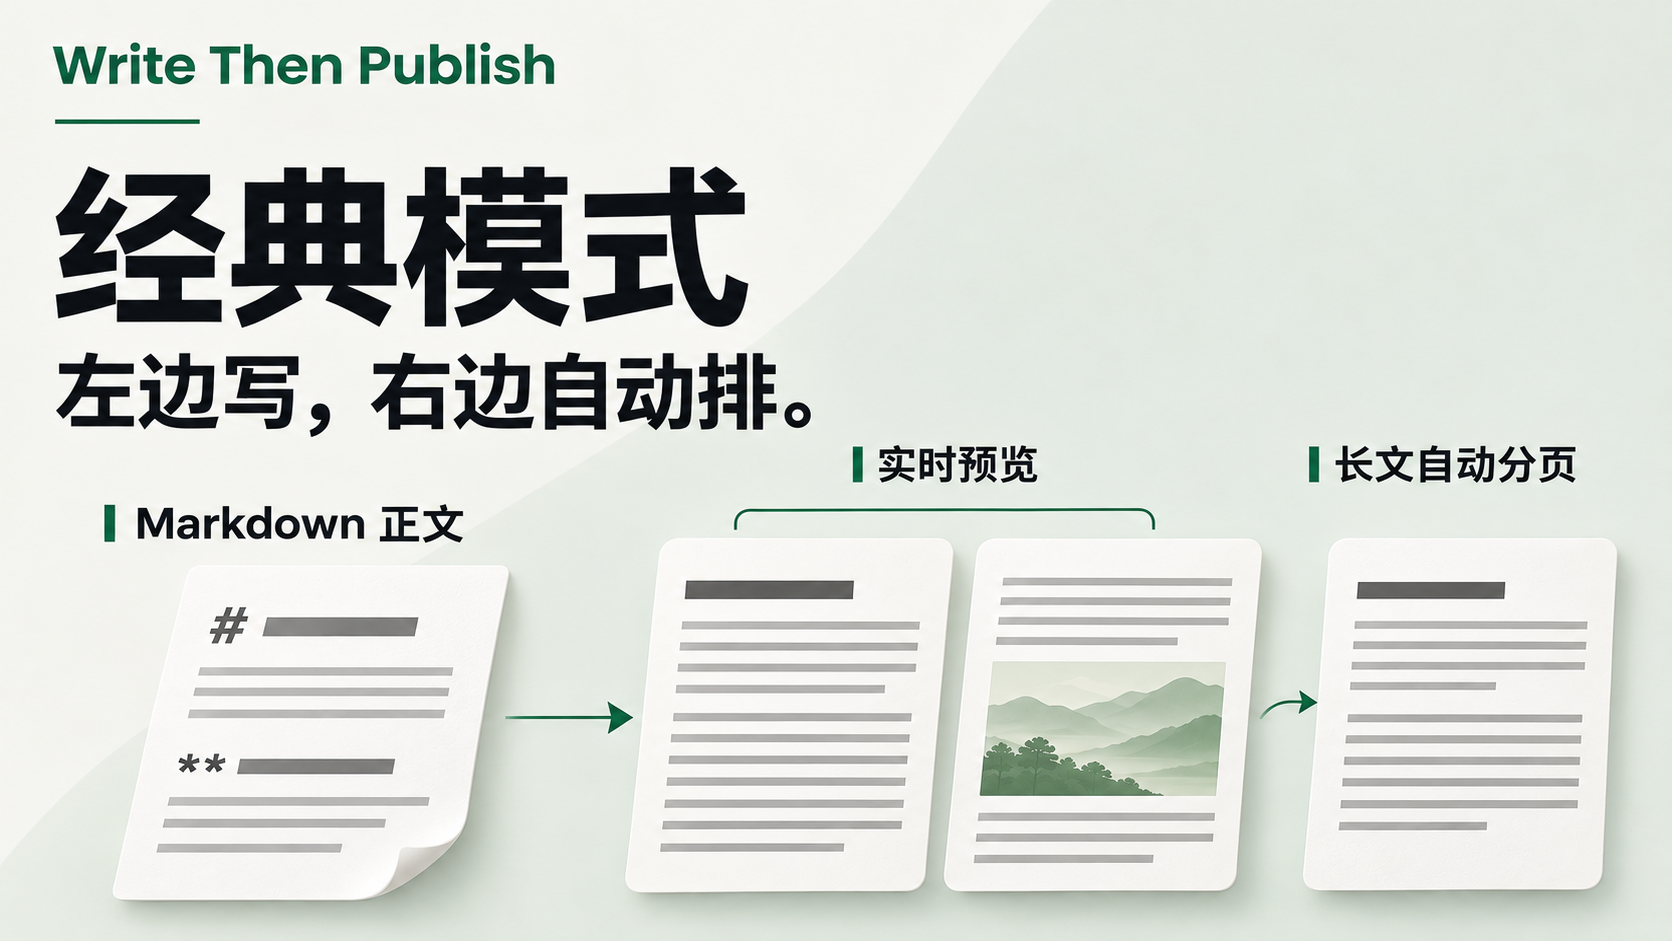 Write Then Publish
经典模式
左边写，右边自动排。
实时预览
长文自动分页
Markdown 正文
#
**